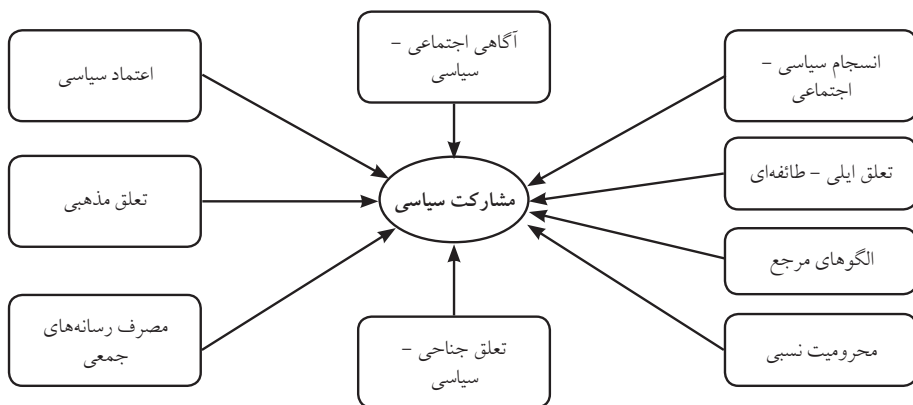 آگاهی اجتماعی –
سیاسی
انسجام سیاسی –
اجتماعی
اعتماد سیاسی
تعلق ایلی – طائفه‌ای
تعلق مذهبی
مشارکت سیاسی
الگوهای مرجع
مصرف رسانه‌های
جمعی
تعلق جناحی –
سیاسی
محرومیت نسبی